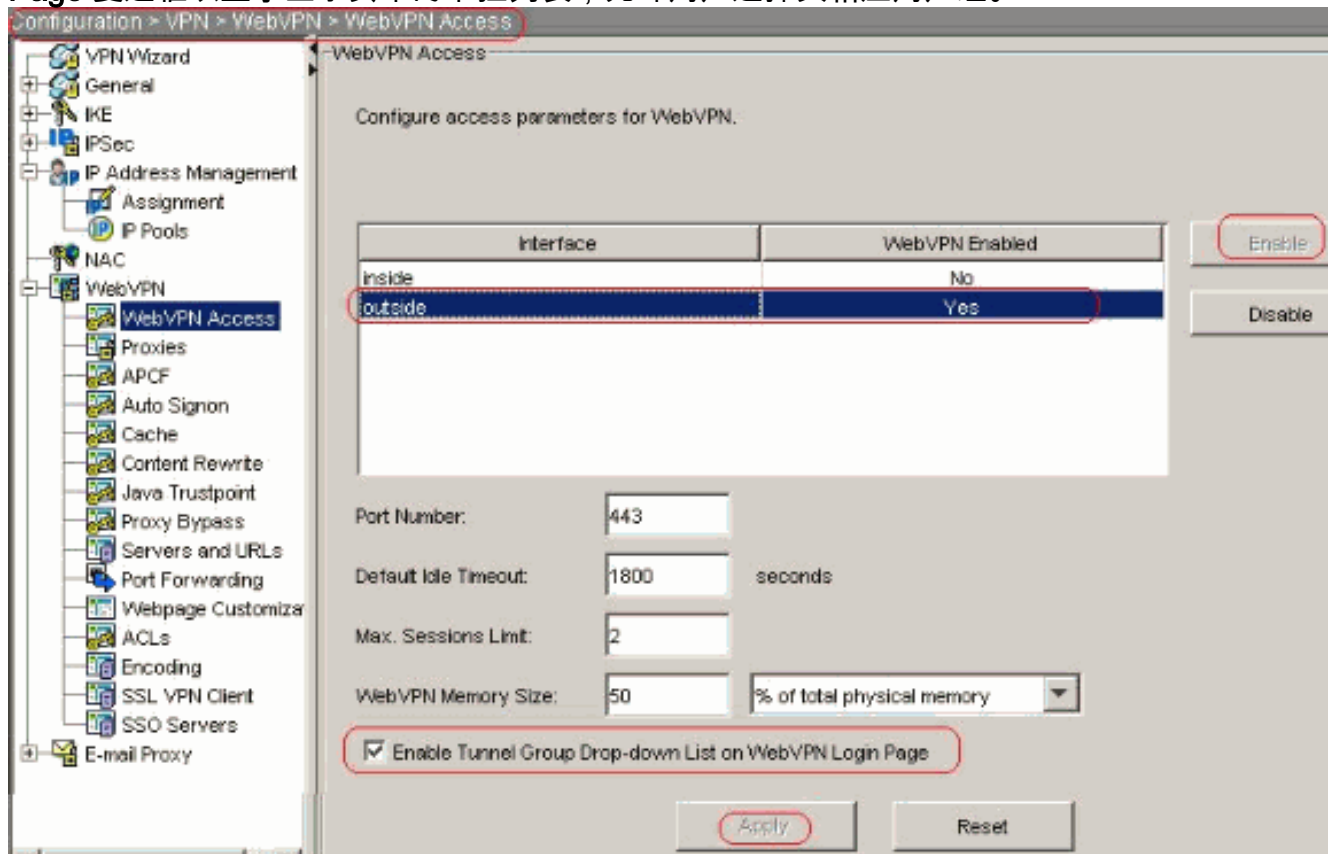 Configuration > VPN > WebVPN > WebVPN Access
VPN Wizard
General
IKE
IPSec
IP Address Management
Assignment
IP Pools
NAC
WebVPN
WebVPN Access
Proxies
APCF
Auto Signon
Cache
Content Rewrite
Java Trustpoint
Proxy Bypass
Servers and URLs
Port Forwarding
Webpage Customizat
ACLs
Encoding
SSL VPN Client
SSO Servers
E-mail Proxy
WebVPN Access
Configure access parameters for WebVPN.
Interface WebVPN Enabled
inside No
outside Yes
Enable
Disable
Port Number: 443
Default Idle Timeout: 1800 seconds
Max. Sessions Limit: 2
WebVPN Memory Size: 50 % of total physical memory
Enable Tunnel Group Drop-down List on WebVPN Login Page
Apply Reset